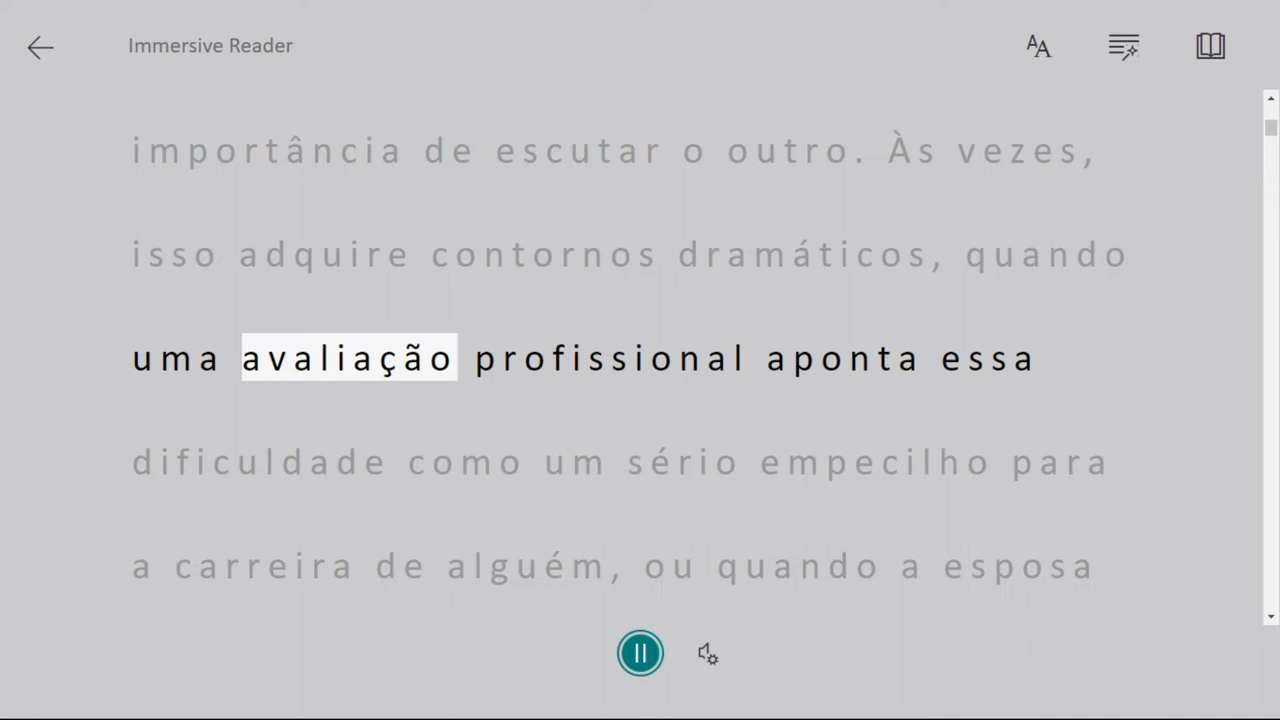 Immersive Reader
importância de escutar o outro. Às vezes,
isso adquire contornos dramáticos, quando
uma avaliação profissional aponta essa
dificuldade como um sério empecilho para
a carreira de alguém, ou quando a esposa